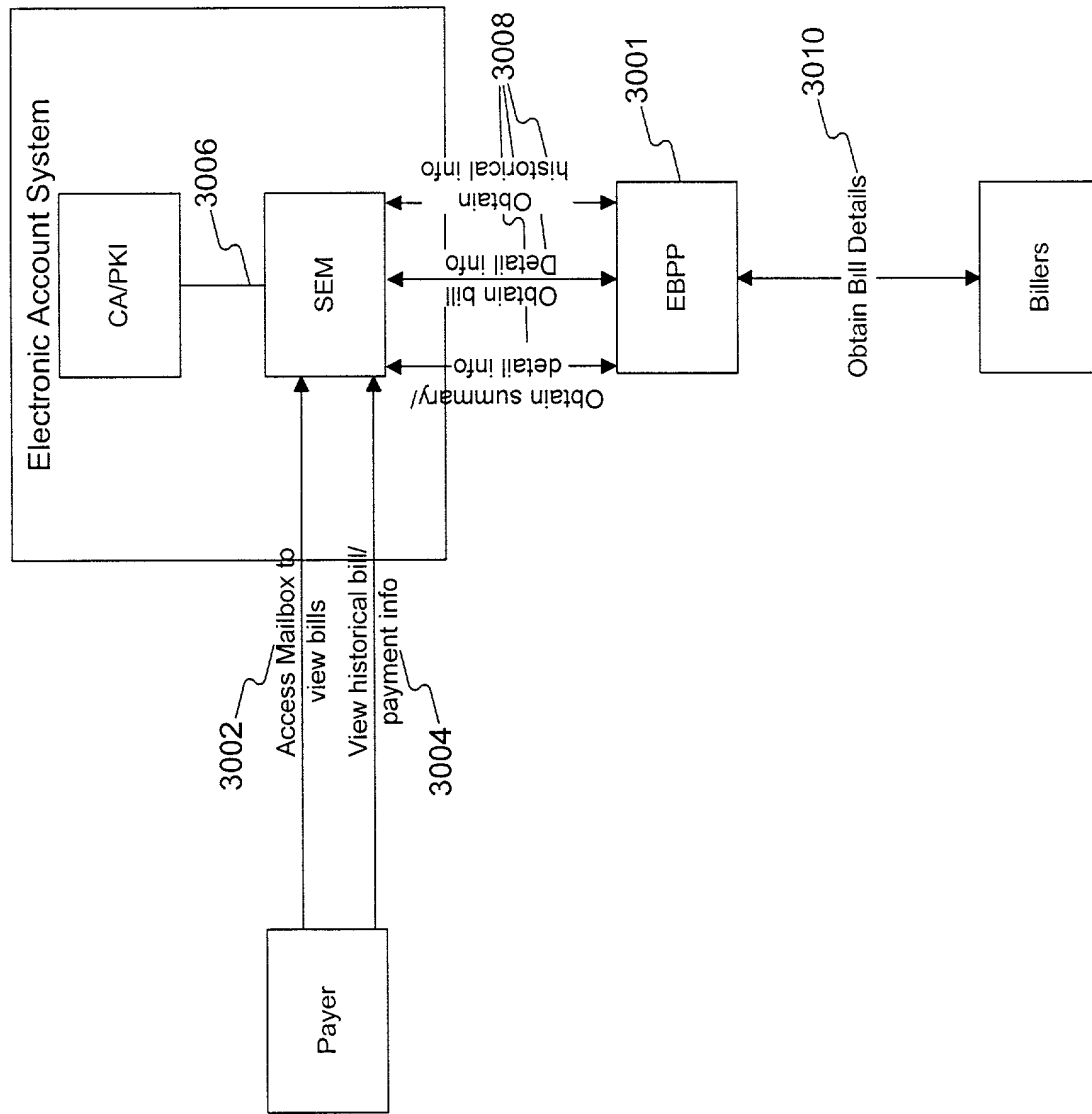 Electronic Account System
CA/PKI
3006
SEM
3002
Access Mailbox to
view bills
View historical bill/
payment info
3004
Payer
3008
Obtain summary/
detail info
Obtain bill
Detail info
Obtain
historical info
EBPP
3001
3010
Obtain Bill Details
Billers